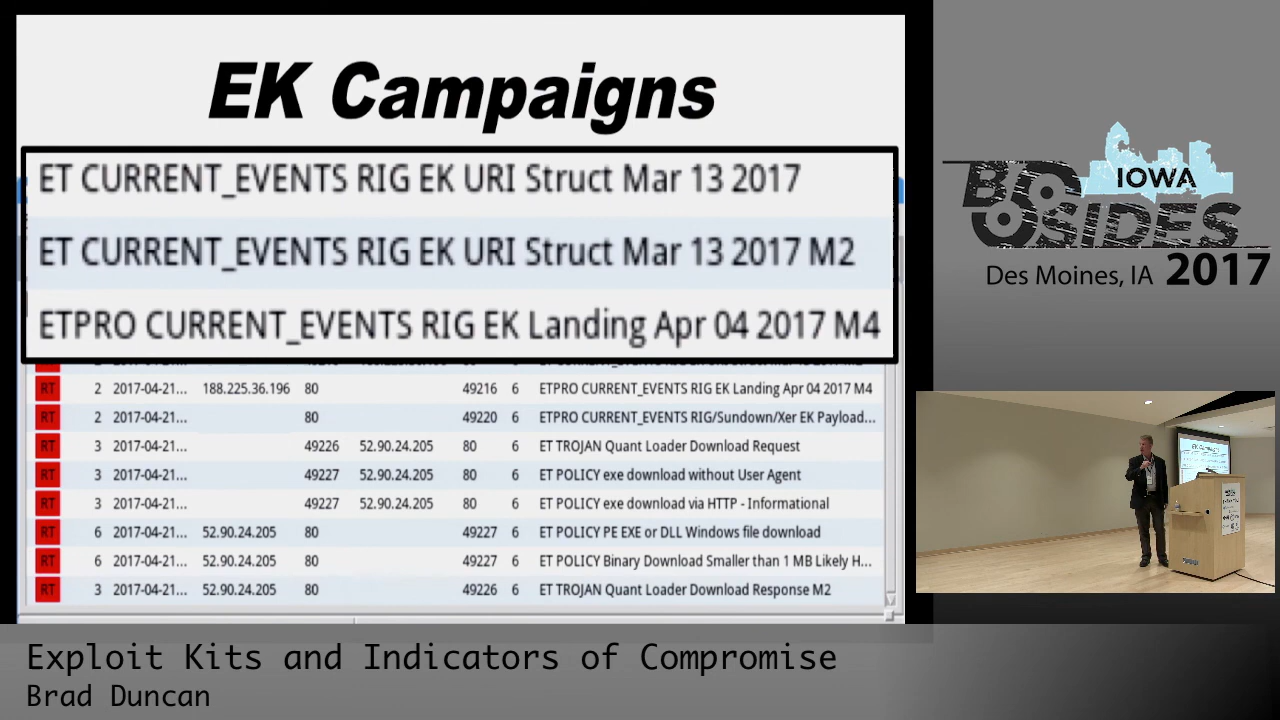 EK Campaigns
ET CURRENT_EVENTS RIG EK URI Struct Mar 13 2017
ET CURRENT_EVENTS RIG EK URI Struct Mar 13 2017 M2
ETPRO CURRENT_EVENTS RIG EK Landing Apr 04 2017 M4
RT 2 2017-04-21... 188.225.36.196 80 49216 6 ETPRO CURRENT_EVENTS RIG EK Landing Apr 04 2017 M4
RT 2 2017-04-21... 80 49220 6 ETPRO CURRENT_EVENTS RIG/Sundown/Xer EK Payload...
RT 3 2017-04-21... 49226 52.90.24.205 80 6 ET TROJAN Quant Loader Download Request
RT 3 2017-04-21... 49227 52.90.24.205 80 6 ET POLICY exe download without User Agent
RT 3 2017-04-21... 49227 52.90.24.205 80 6 ET POLICY exe download via HTTP - Informational
RT 6 2017-04-21... 52.90.24.205 80 49227 6 ET POLICY PE EXE or DLL Windows file download
RT 6 2017-04-21... 52.90.24.205 80 49227 6 ET POLICY Binary Download Smaller than 1 MB Likely H...
RT 3 2017-04-21... 52.90.24.205 80 49226 6 ET TROJAN Quant Loader Download Response M2
IOWA
BSIDES
Des Moines, IA 2017
EK Campaigns
Exploit Kits and Indicators of Compromise
Brad Duncan